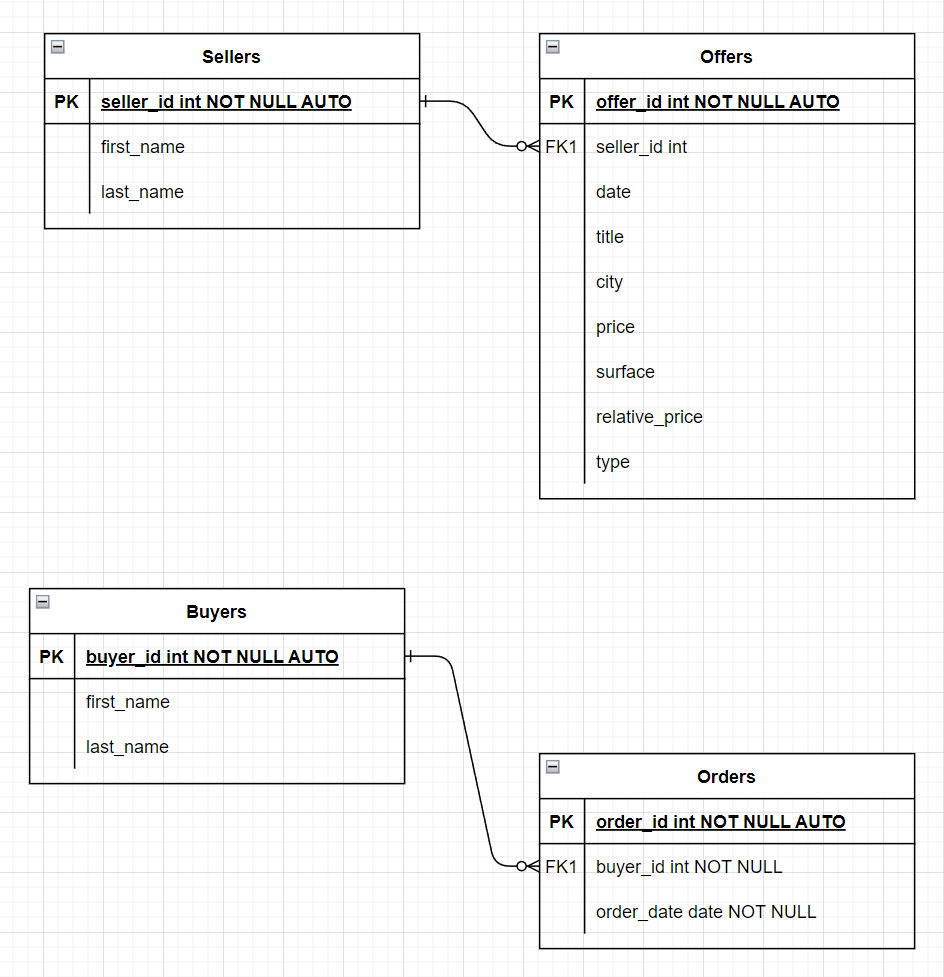 Sellers
PK seller_id int NOT NULL AUTO
first_name
last_name
Offers
PK offer_id int NOT NULL AUTO
FK1 seller_id int
date
title
city
price
surface
relative_price
type
Buyers
PK buyer_id int NOT NULL AUTO
first_name
last_name
Orders
PK order_id int NOT NULL AUTO
FK1 buyer_id int NOT NULL
order_date date NOT NULL